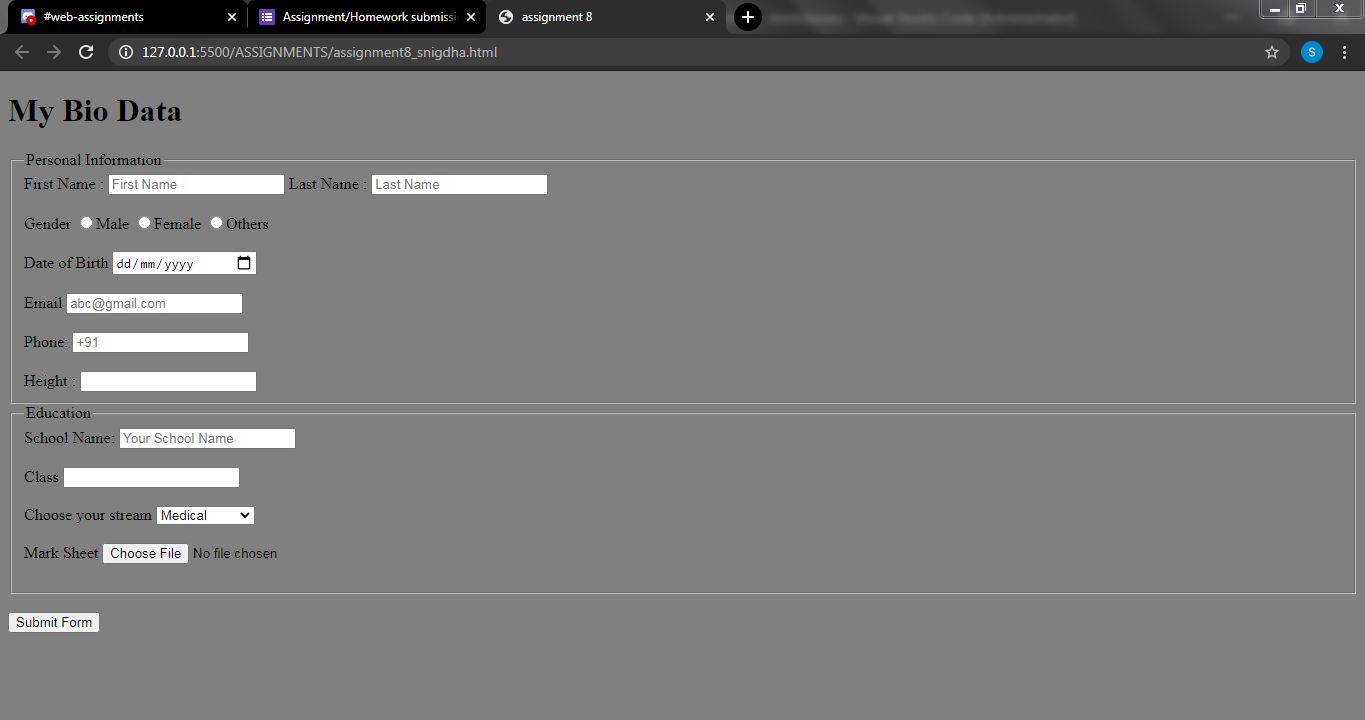 #web-assignments
Assignment/Homework submissi
assignment 8
127.0.0.1:5500/ASSIGNMENTS/assignment8_snigdha.html
S
My Bio Data
Personal Information
First Name : First Name Last Name : Last Name
Gender Male Female Others
Date of Birth dd/mm/yyyy
Email abc@gmail.com
Phone: +91
Height :
Education
School Name: Your School Name
Class
Choose your stream Medical
Mark Sheet Choose File No file chosen
Submit Form